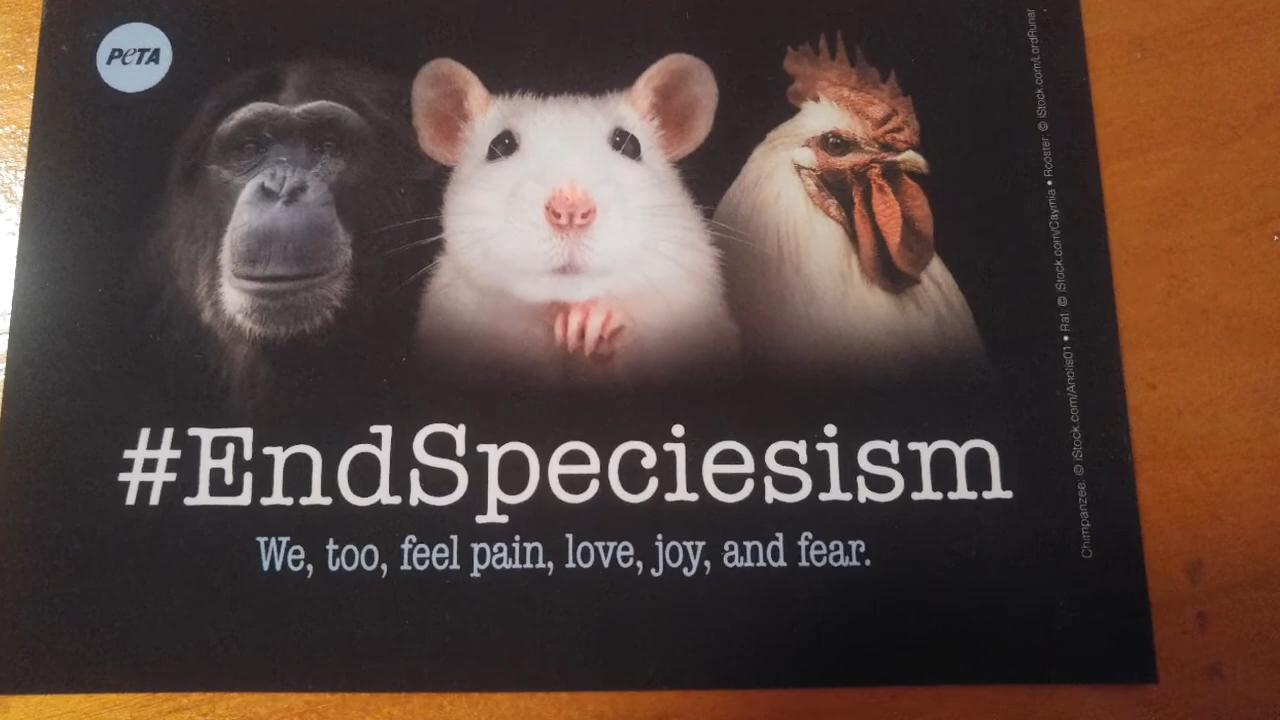 PeTA
#EndSpeciesism
We, too, feel pain, love, joy, and fear.
Chimpanzee: © iStock.com/Anolis01 • Rat: © iStock.com/Caymia • Rooster: © iStock.com/LordRunar